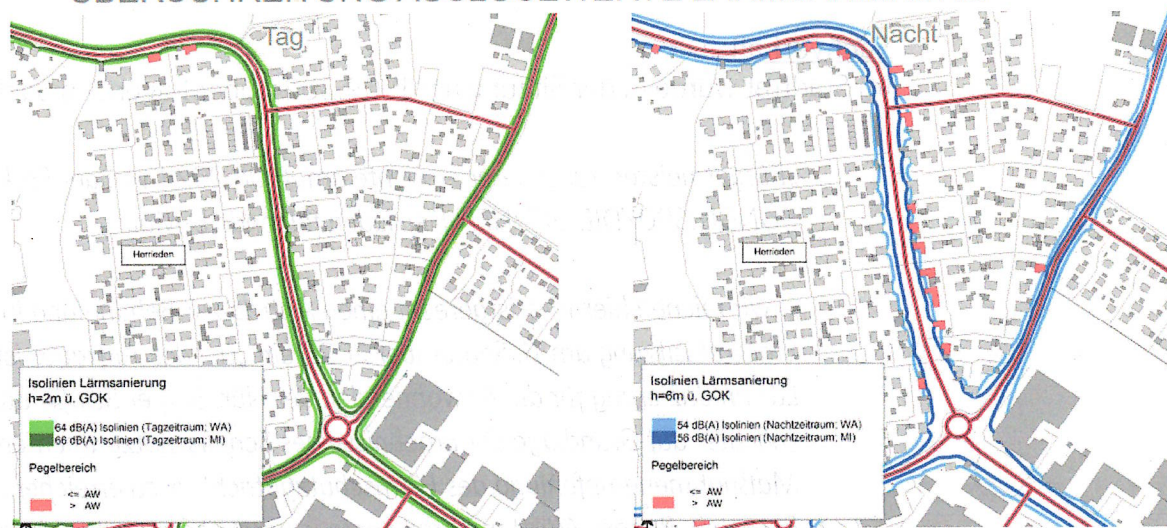 Tag
Herrieden
Isolinien Lärmsanierung
h=2m ü. GOK
64 dB(A) Isolinien (Tagzeitraum; WA)
66 dB(A) Isolinien (Tagzeitraum; MI)
Pegelbereich
<= AW
> AW
Nacht
Herrieden
Isolinien Lärmsanierung
h=6m ü. GOK
54 dB(A) Isolinien (Nachtzeitraum; WA)
56 dB(A) Isolinien (Nachtzeitraum; MI)
Pegelbereich
<= AW
> AW